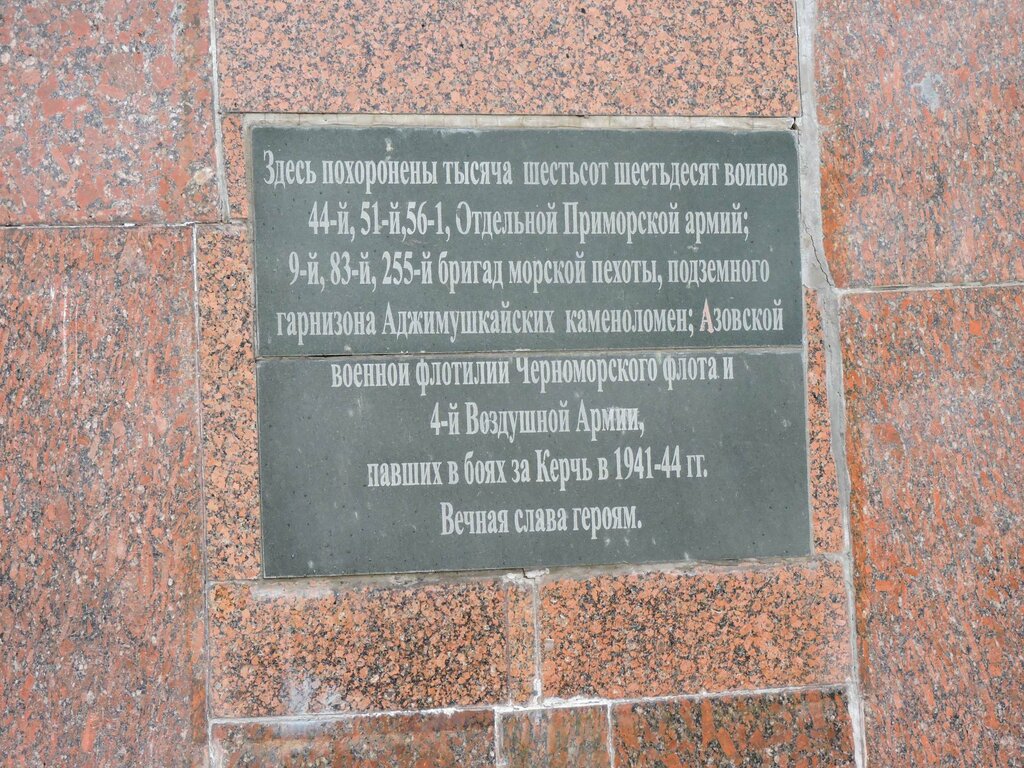 Здесь похоронены тысяча шестьсот шестьдесят воинов
44-й, 51-й,56-1, Отдельной Приморской армий;
9-й, 83-й, 255-й бригад морской пехоты, подземного
гарнизона Аджимушкайских каменоломен; Азовской
военной флотилии Черноморского флота и
4-й Воздушной Армии,
павших в боях за Керчь в 1941-44 гг.
Вечная слава героям.